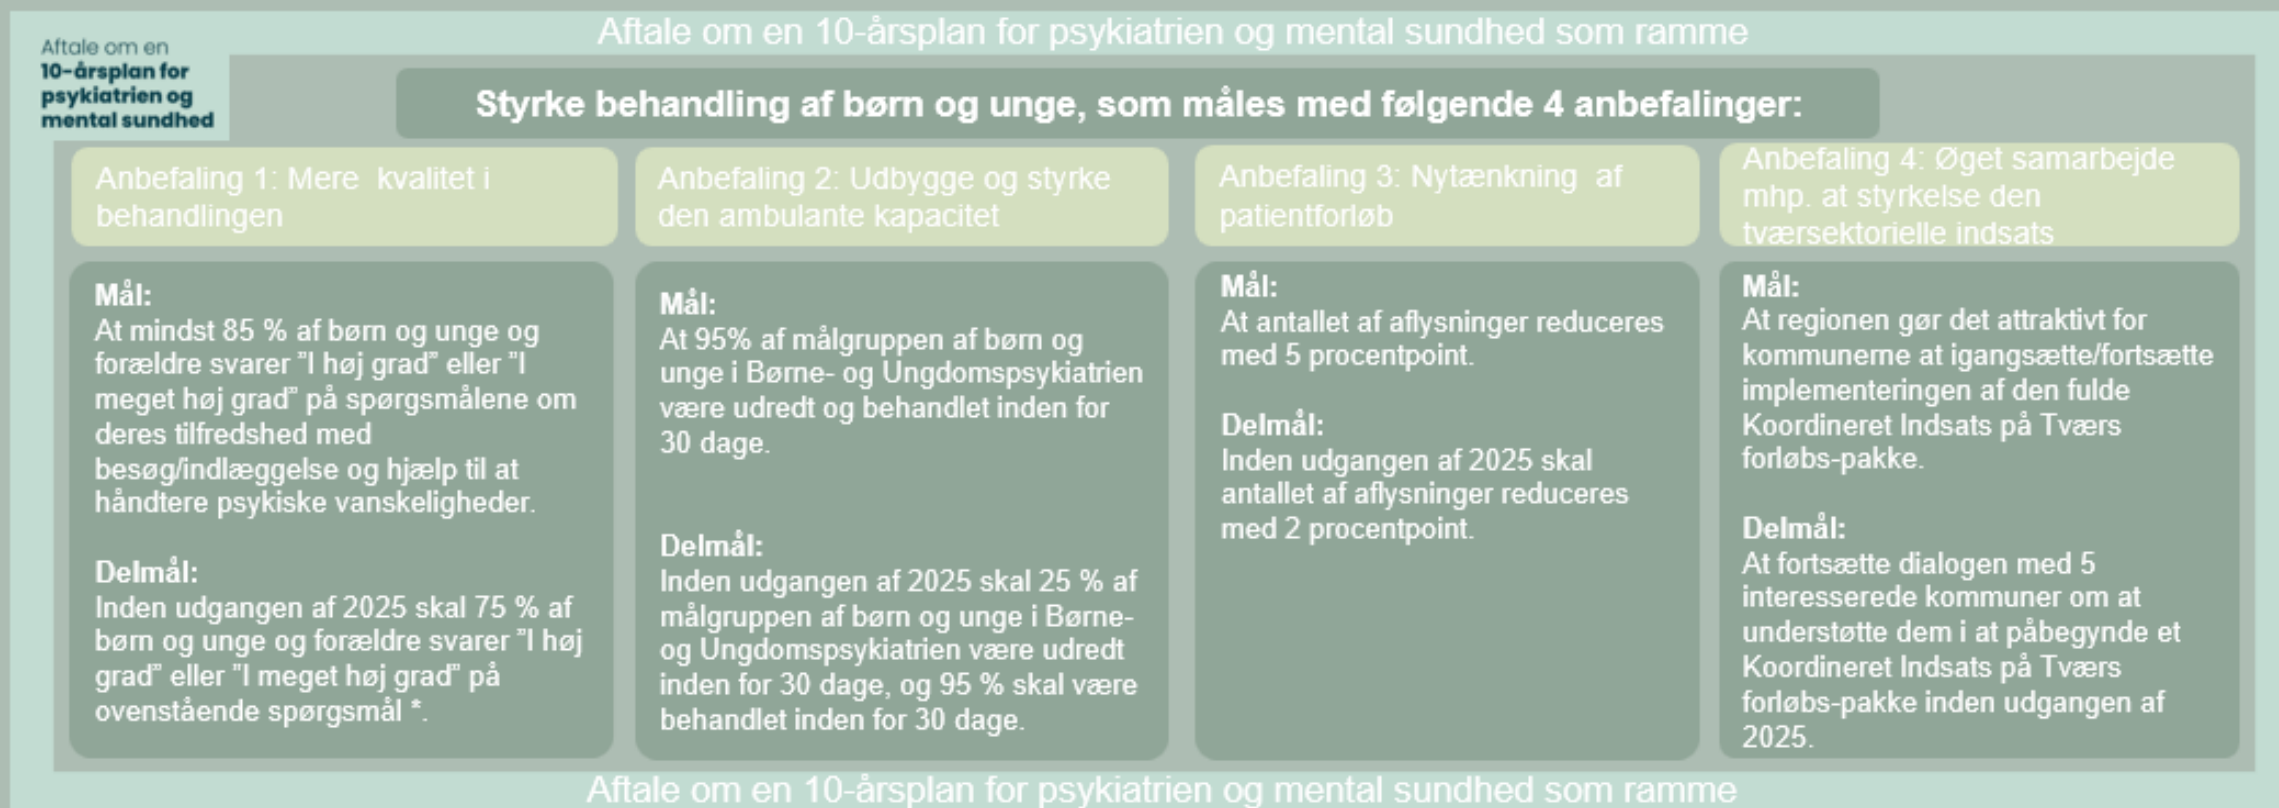 Aftale om en 10-årsplan for psykiatrien og mental sundhed som ramme
Aftale om en
10-årsplan for
psykiatrien og
mental sundhed
Styrke behandling af børn og unge, som måles med følgende 4 anbefalinger:
Anbefaling 1: Mere kvalitet i
behandlingen
Mål:
At mindst 85 % af børn og unge og
forældre svarer ”I høj grad” eller ”I
meget høj grad” på spørgsmålene om
deres tilfredshed med
besøg/indlæggelse og hjælp til at
håndtere psykiske vanskeligheder.
Delmål:
Inden udgangen af 2025 skal 75 % af
børn og unge og forældre svarer ”I høj
grad” eller ”I meget høj grad” på
ovenstående spørgsmål *.
Anbefaling 2: Udbygge og styrke
den ambulante kapacitet
Mål:
At 95% af målgruppen af børn og
unge i Børne- og Ungdomspsykiatrien
være udredt og behandlet inden for
30 dage.
Delmål:
Inden udgangen af 2025 skal 25 % af
målgruppen af børn og unge i Børne-
og Ungdomspsykiatrien være udredt
inden for 30 dage, og 95 % skal være
behandlet inden for 30 dage.
Anbefaling 3: Nytænkning af
patientforløb
Mål:
At antallet af aflysninger reduceres
med 5 procentpoint.
Delmål:
Inden udgangen af 2025 skal
antallet af aflysninger reduceres
med 2 procentpoint.
Anbefaling 4: Øget samarbejde
mhp. at styrkelse den
tværsektorielle indsats
Mål:
At regionen gør det attraktivt for
kommunerne at igangsætte/fortsætte
implementeringen af den fulde
Koordineret Indsats på Tværs
forløbs-pakke.
Delmål:
At fortsætte dialogen med 5
interesserede kommuner om at
understøtte dem i at påbegynde et
Koordineret Indsats på Tværs
forløbs-pakke inden udgangen af
2025.
Aftale om en 10-årsplan for psykiatrien og mental sundhed som ramme